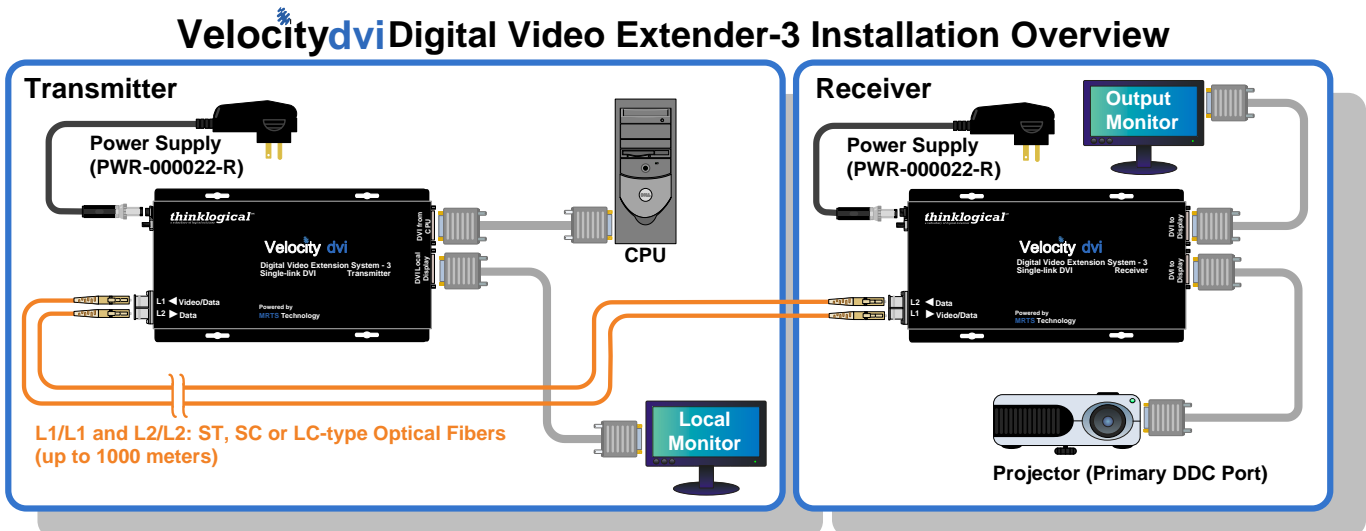 Velocitydvi Digital Video Extender-3 Installation Overview
Transmitter
Power Supply
(PWR-000022-R)
thinklogical
Velocity dvi
Digital Video Extension System - 3
Single-link DVI Transmitter
L1 ◀ Video/Data
L2 ▶ Data
Powered by
MRTS Technology
DVI from
CPU
DVI Local
Display
CPU
Local
Monitor
L1/L1 and L2/L2: ST, SC or LC-type Optical Fibers
(up to 1000 meters)
Receiver
Power Supply
(PWR-000022-R)
Output
Monitor
thinklogical
Velocity dvi
Digital Video Extension System - 3
Single-link DVI Receiver
L2 ◀ Data
L1 ▶ Video/Data
Powered by
MRTS Technology
DVI to
Display
DVI to
Display
Projector (Primary DDC Port)